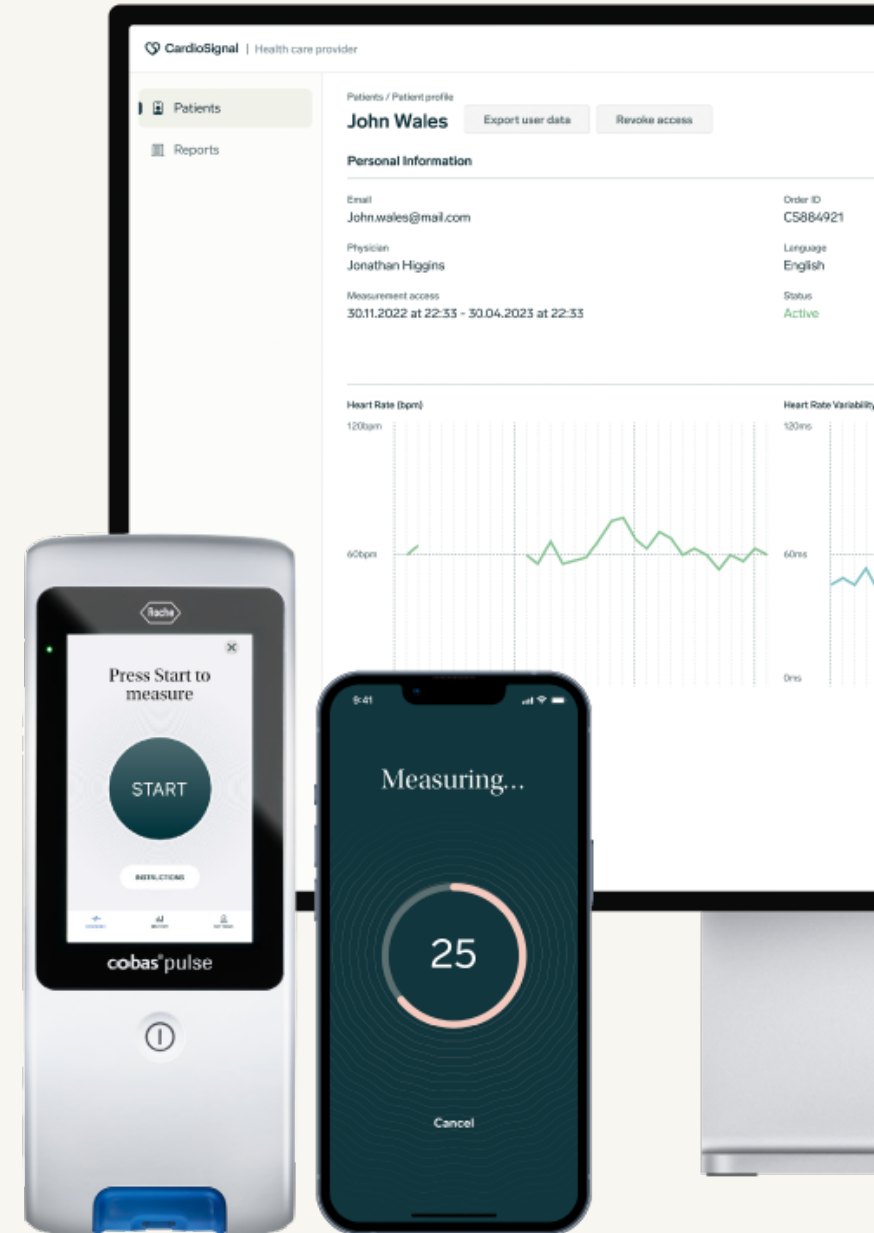 CardioSignal | Health care provider
Patients
Reports
Patients / Patient profile
John Wales
Export user data
Revoke access
Personal Information
Email
John.wales@mail.com
Order ID
CS884921
Physician
Jonathan Higgins
Language
English
Measurement access
30.11.2022 at 22:33 - 30.04.2023 at 22:33
Status
Active
Heart Rate (bpm)
120bpm
60bpm
Heart Rate Variability
120ms
60ms
0ms
Roche
Press Start to
measure
START
INSTRUCTIONS
cobas® pulse
9:41
Measuring...
25
Cancel